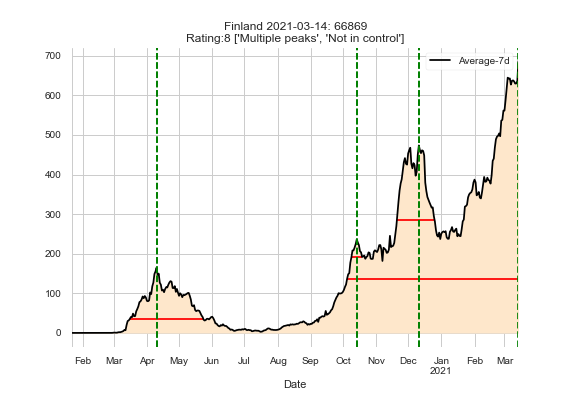 Finland 2021-03-14: 66869
Rating:8 ['Multiple peaks', 'Not in control']
Average-7d
700
600
500
400
300
200
100
0
Feb Mar Apr May Jun Jul Aug Sep Oct Nov Dec Jan Feb Mar
2021
Date